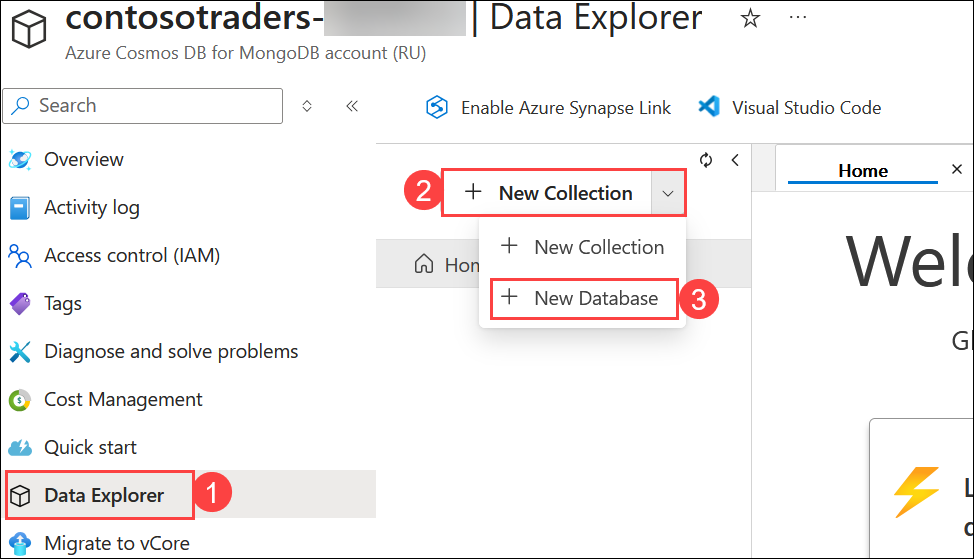 contosotraders- | Data Explorer
Azure Cosmos DB for MongoDB account (RU)
Search
Enable Azure Synapse Link
Visual Studio Code
Overview
Activity log
Access control (IAM)
Tags
Diagnose and solve problems
Cost Management
Quick start
Data Explorer
1
Migrate to vCore
2
New Collection
New Collection
Hom
New Database
3
Home
Welc
Gl
L
d